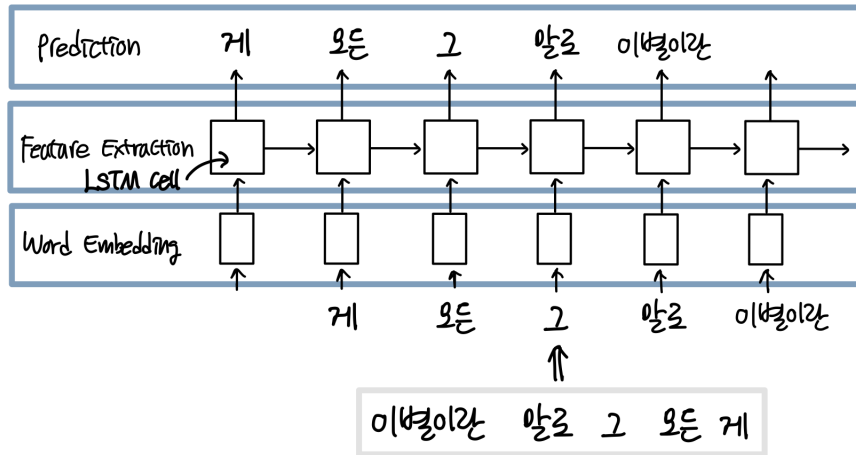 Prediction 게 모든 그 말로 이별이란
Feature Extraction
LSTM Cell
Word Embedding
게 모든 그 말로 이별이란
이별이란 말로 그 모든 게